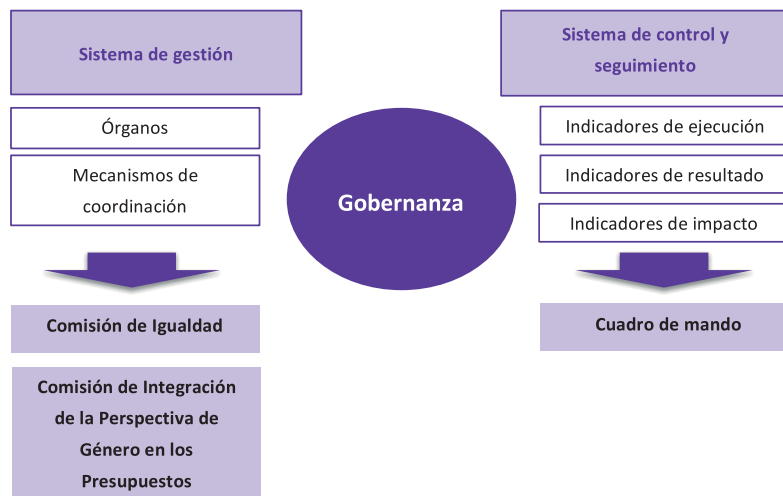 Sistema de gestión
Órganos
Mecanismos de
coordinación
Comisión de Igualdad
Comisión de Integración
de la Perspectiva de
Género en los
Presupuestos
Gobernanza
Sistema de control y
seguimiento
Indicadores de ejecución
Indicadores de resultado
Indicadores de impacto
Cuadro de mando